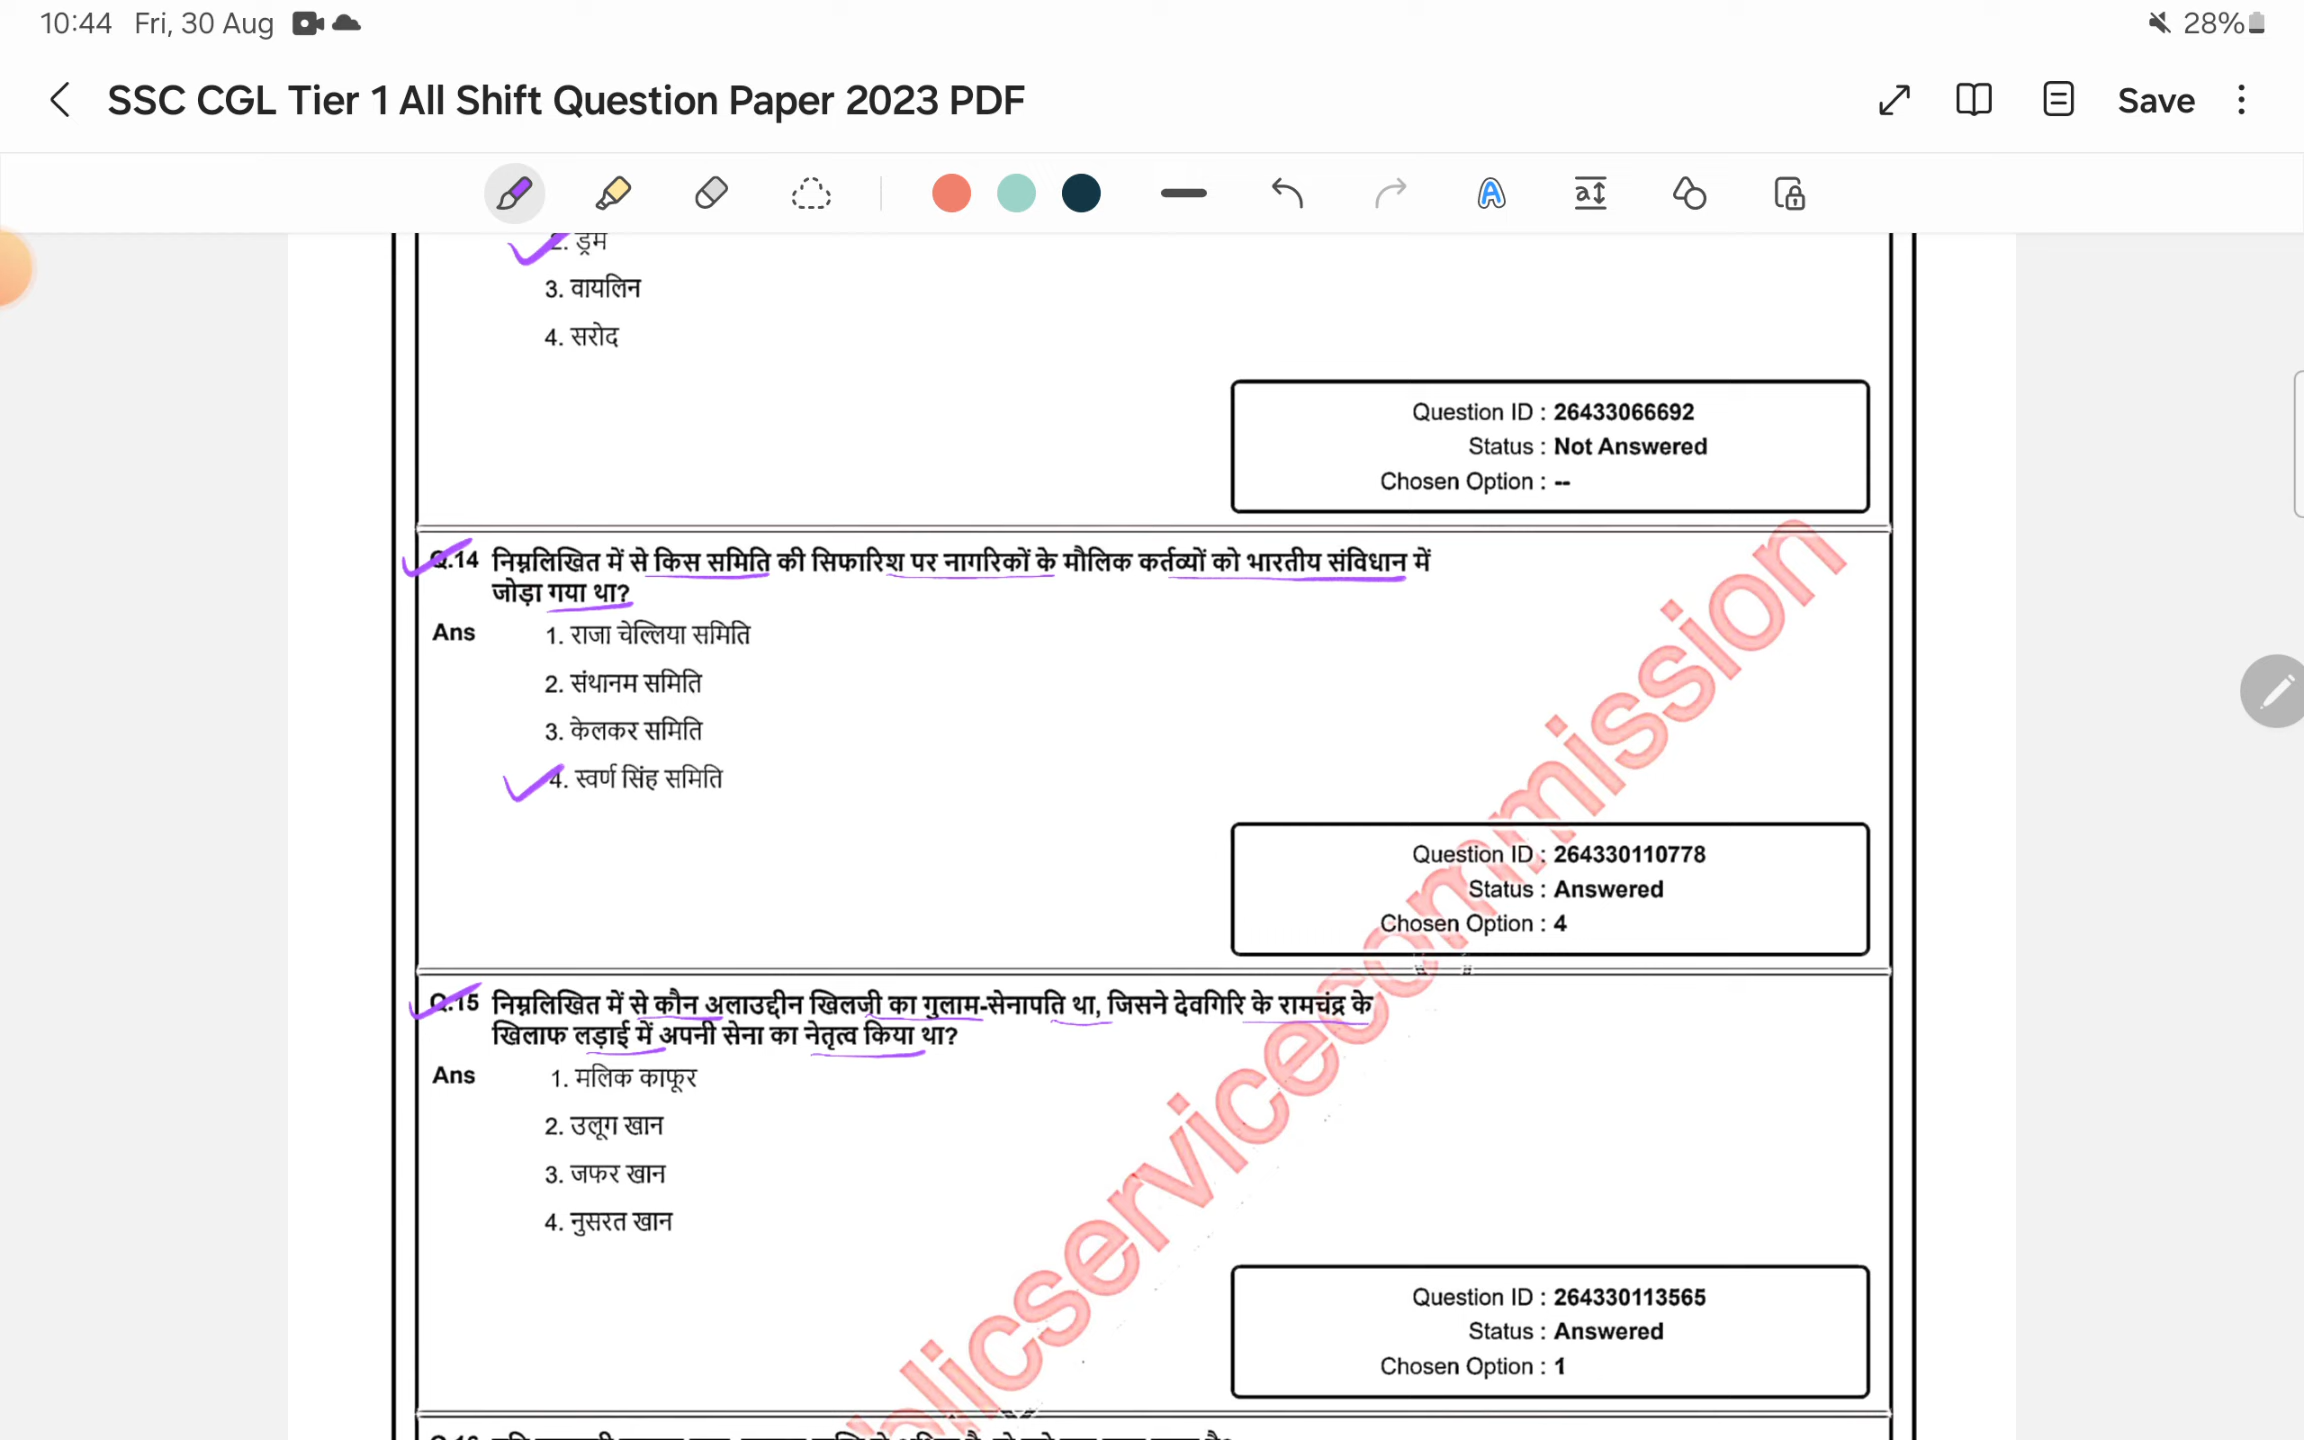 10:44 Fri, 30 Aug
28%
SSC CGL Tier 1 All Shift Question Paper 2023 PDF
Save
2. ड्रम
3. वायलिन
4. सरोद
Question ID : 26433066692
Status : Not Answered
Chosen Option : --
Q.14 निम्नलिखित में से किस समिति की सिफारिश पर नागरिकों के मौलिक कर्तव्यों को भारतीय संविधान में
जोड़ा गया था?
Ans 1. राजा चेल्लिया समिति
2. संथानम समिति
3. केलकर समिति
4. स्वर्ण सिंह समिति
Question ID : 264330110778
Status : Answered
Chosen Option : 4
Q.15 निम्नलिखित में से कौन अलाउद्दीन खिलजी का गुलाम-सेनापति था, जिसने देवगिरि के रामचंद्र के
खिलाफ लड़ाई में अपनी सेना का नेतृत्व किया था?
Ans 1. मलिक काफूर
2. उलूग खान
3. जफर खान
4. नुसरत खान
Question ID : 264330113565
Status : Answered
Chosen Option : 1
blicservicecommission